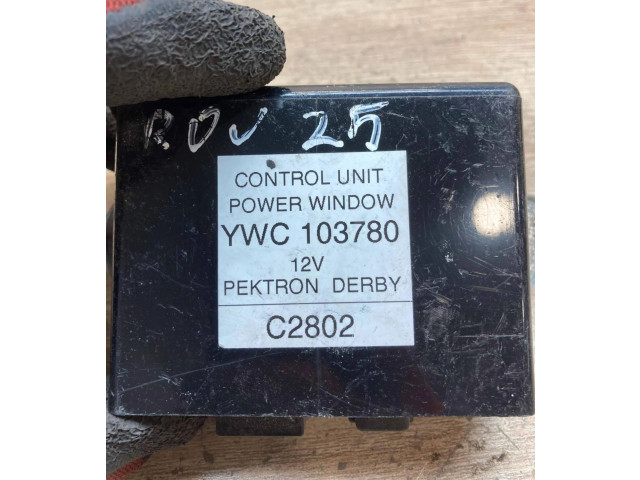 ROV 25
CONTROL UNIT
POWER WINDOW
YWC 103780
12V
PEKTRON DERBY
C2802